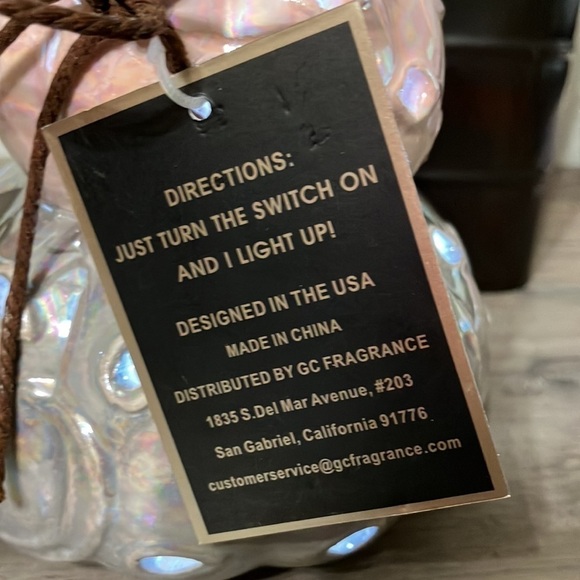 DIRECTIONS:
JUST TURN THE SWITCH ON
AND I LIGHT UP!
DESIGNED IN THE USA
MADE IN CHINA
DISTRIBUTED BY GC FRAGRANCE
1835 S.Del Mar Avenue, #203
San Gabriel, California 91776
customerservice@gcfragrance.com